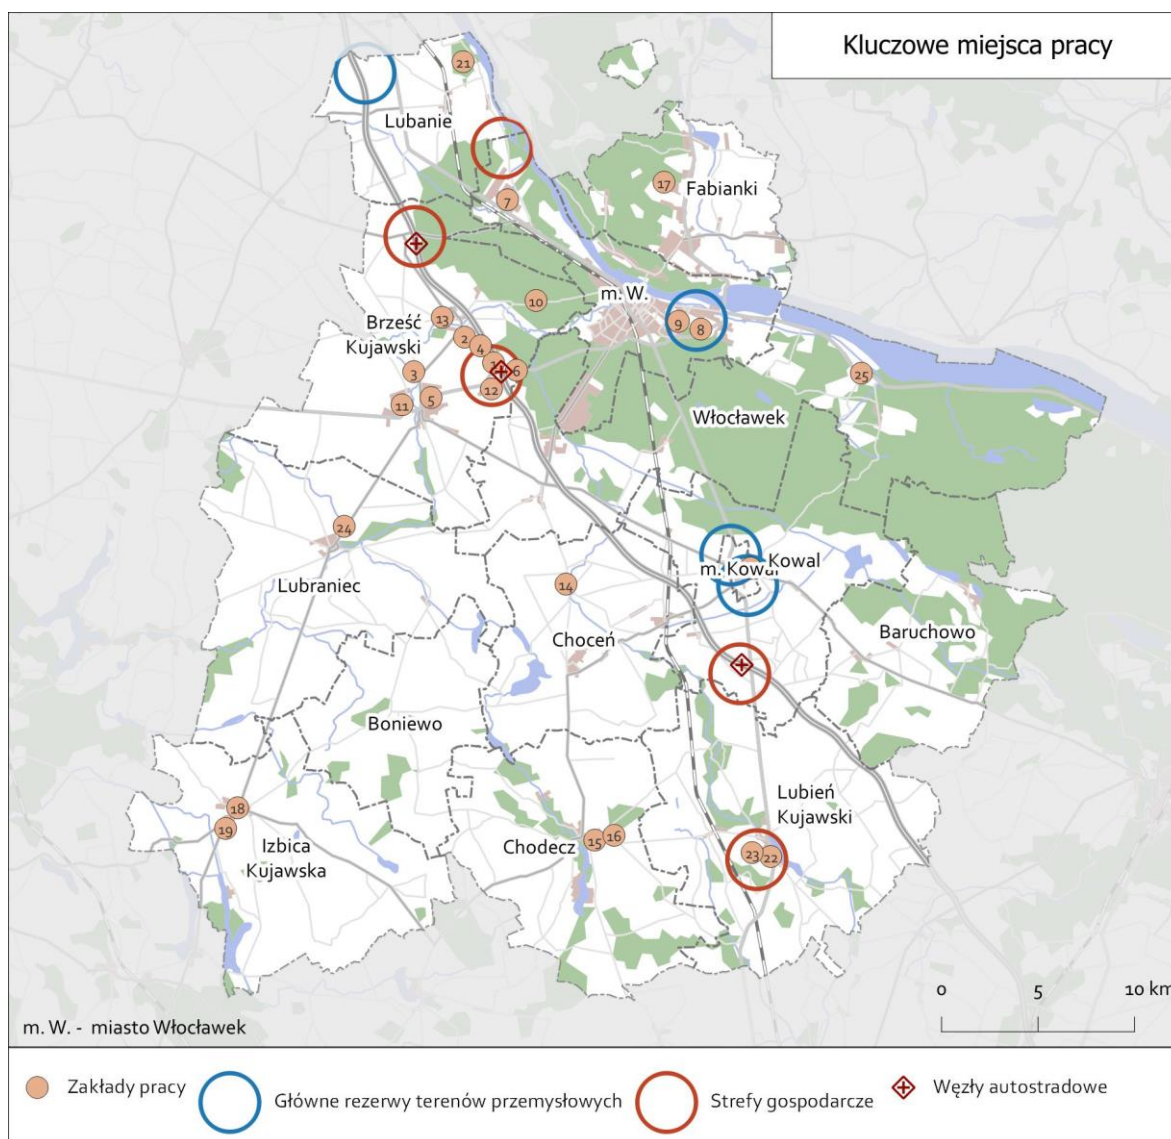 Kluczowe miejsca pracy
21
Lubanie
17
Fabianki
7
10
m. W.
13
Brześć
Kujawski
2
4
9
8
1
6
3
12
25
11
5
Włocławek
24
Lubraniec
14
m. Kowal
Kowal
Choceń
Baruchowo
Boniewo
18
19
Izbica
Kujawska
Chodecz
15
16
Lubień
Kujawski
23
22
0
5
10 km
m. W. - miasto Włocławek
Zakłady pracy
Główne rezerwy terenów przemysłowych
Strefy gospodarcze
Węzły autostradowe